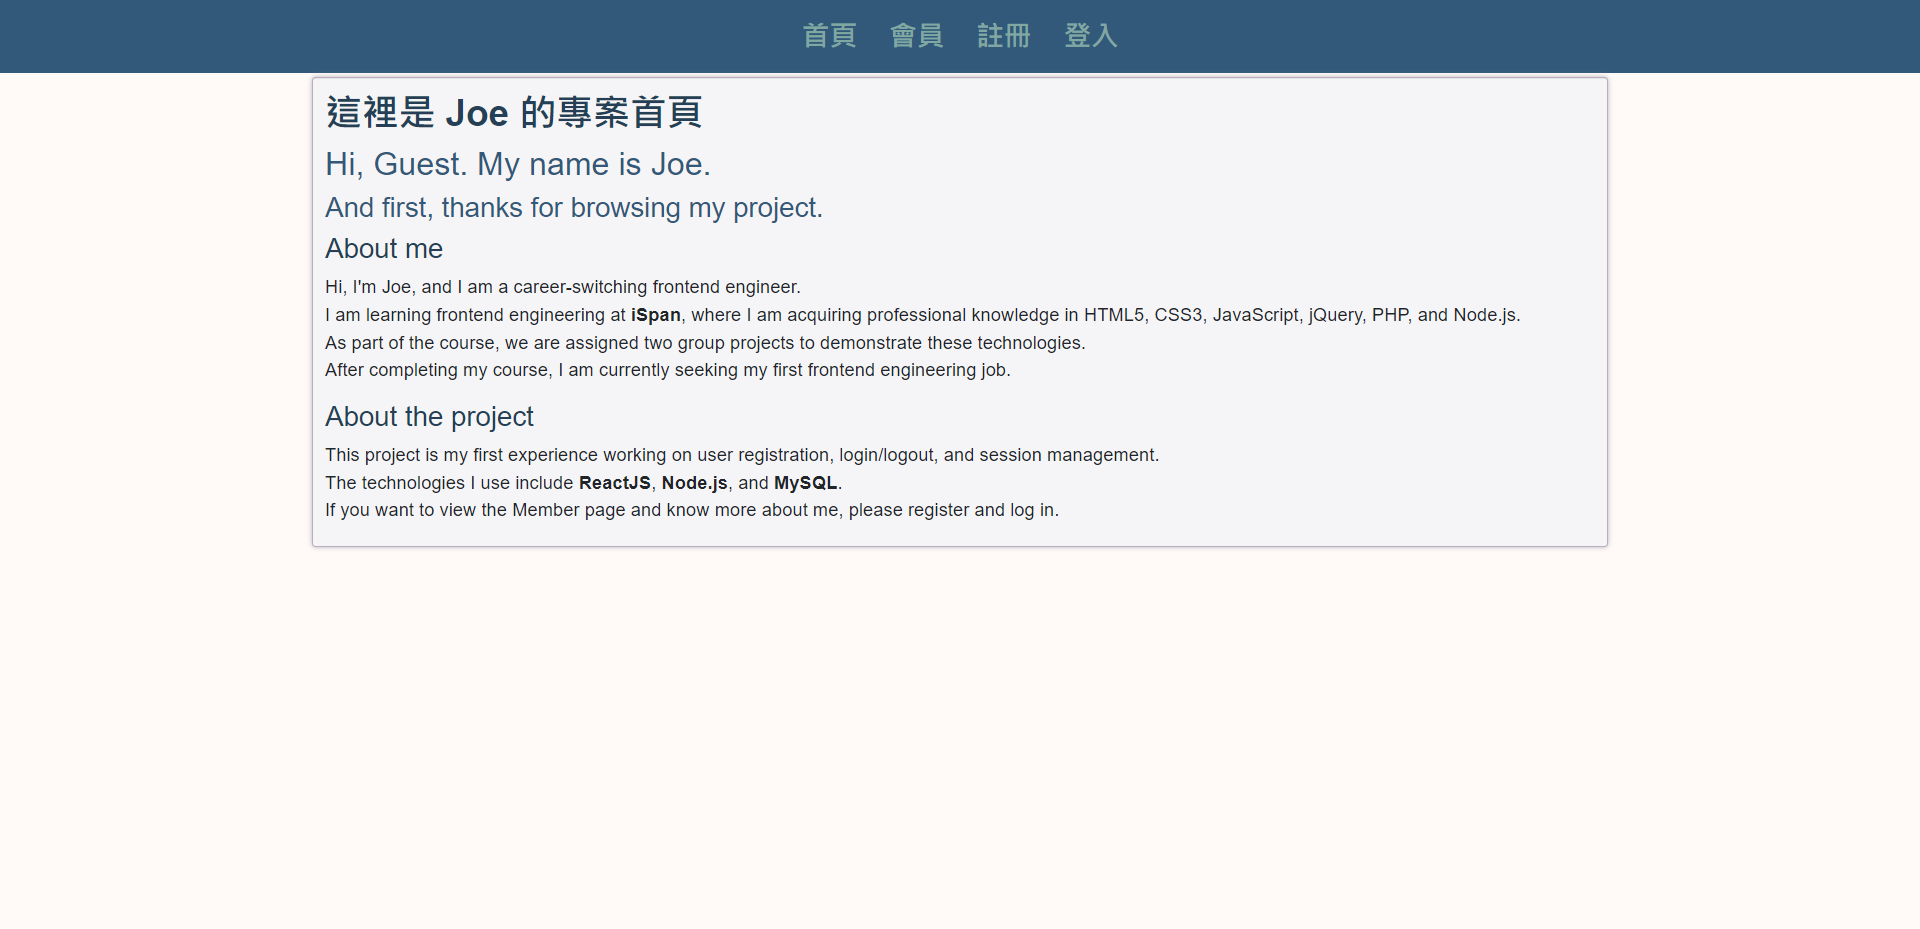 首頁 會員 註冊 登入
這裡是 Joe 的專案首頁
Hi, Guest. My name is Joe.
And first, thanks for browsing my project.
About me
Hi, I'm Joe, and I am a career-switching frontend engineer.
I am learning frontend engineering at iSpan, where I am acquiring professional knowledge in HTML5, CSS3, JavaScript, jQuery, PHP, and Node.js.
As part of the course, we are assigned two group projects to demonstrate these technologies.
After completing my course, I am currently seeking my first frontend engineering job.
About the project
This project is my first experience working on user registration, login/logout, and session management.
The technologies I use include ReactJS, Node.js, and MySQL.
If you want to view the Member page and know more about me, please register and log in.